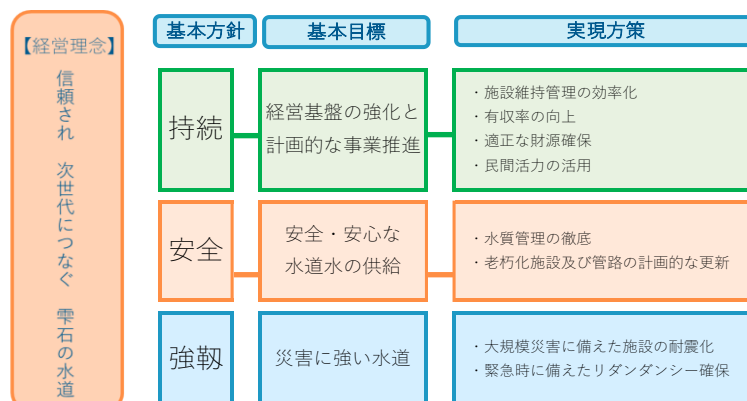 【経営理念】
信頼され 次世代につなぐ 雫石の水道
基本方針
基本目標
実現方策
持続
経営基盤の強化と
計画的な事業推進
・施設維持管理の効率化
・有収率の向上
・適正な財源確保
・民間活力の活用
安全
安全・安心な
水道水の供給
・水質管理の徹底
・老朽化施設及び管路の計画的な更新
強靱
災害に強い水道
・大規模災害に備えた施設の耐震化
・緊急時に備えたリダンダンシー確保